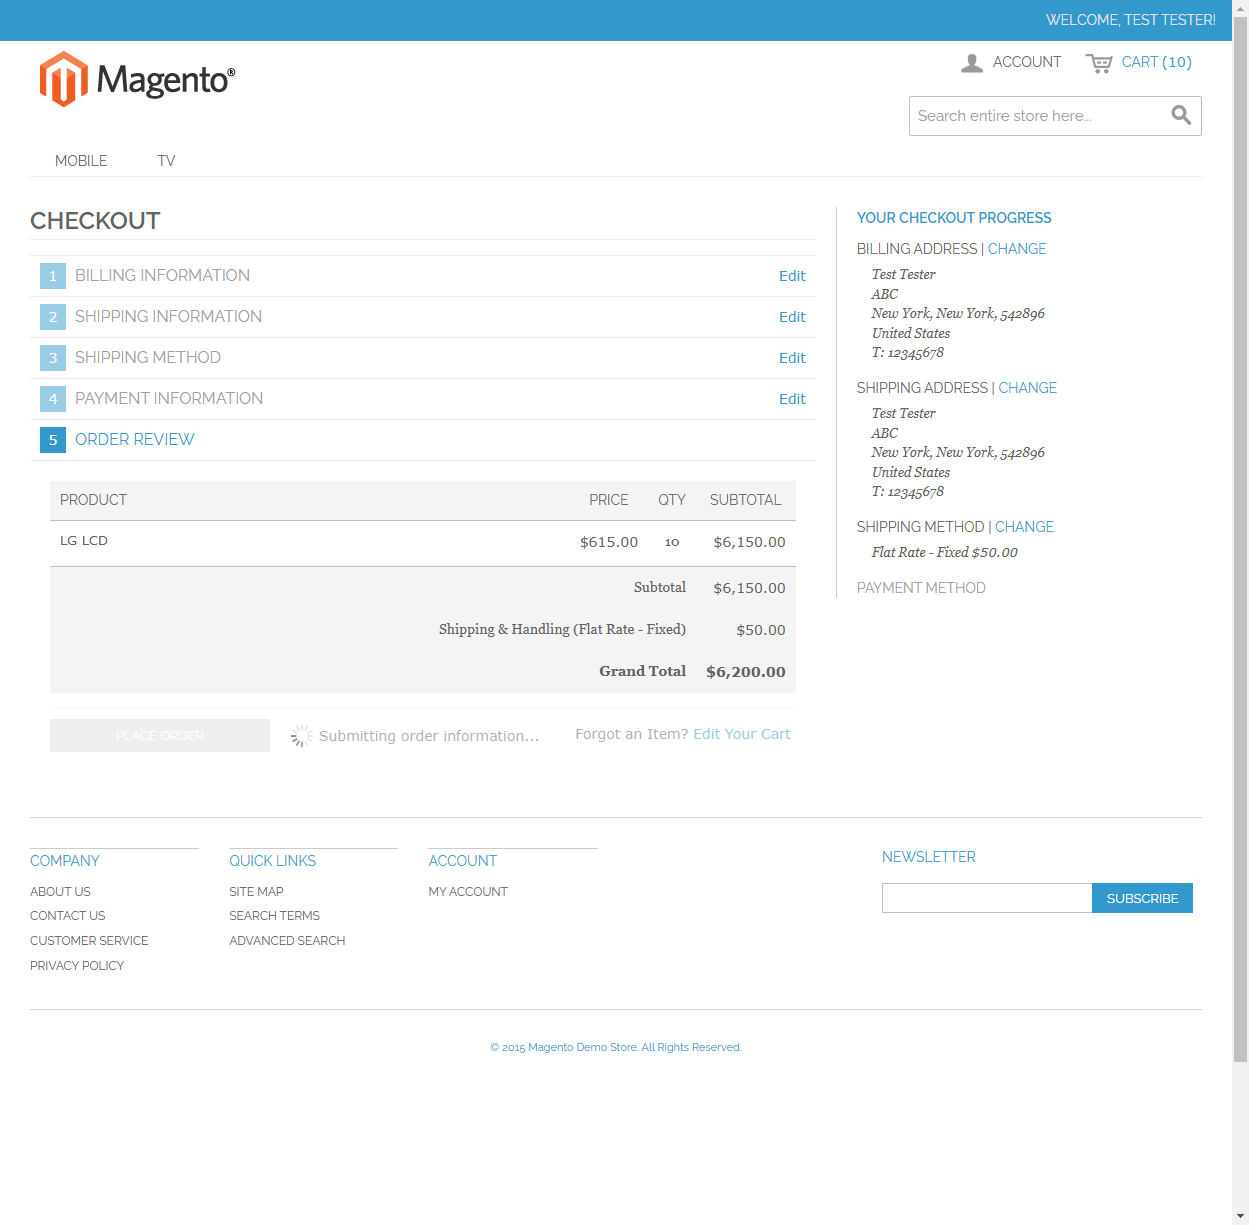 WELCOME, TEST TESTER!
Magento®
ACCOUNT
CART (10)
Search entire store here...
MOBILE
TV
CHECKOUT
1 BILLING INFORMATION Edit
2 SHIPPING INFORMATION Edit
3 SHIPPING METHOD Edit
4 PAYMENT INFORMATION Edit
5 ORDER REVIEW
PRODUCT PRICE QTY SUBTOTAL
LG LCD $615.00 10 $6,150.00
Subtotal $6,150.00
Shipping & Handling (Flat Rate - Fixed) $50.00
Grand Total $6,200.00
PLACE ORDER
Submitting order information...
Forgot an Item? Edit Your Cart
YOUR CHECKOUT PROGRESS
BILLING ADDRESS | CHANGE
Test Tester
ABC
New York, New York, 542896
United States
T: 12345678
SHIPPING ADDRESS | CHANGE
Test Tester
ABC
New York, New York, 542896
United States
T: 12345678
SHIPPING METHOD | CHANGE
Flat Rate - Fixed $50.00
PAYMENT METHOD
COMPANY
ABOUT US
CONTACT US
CUSTOMER SERVICE
PRIVACY POLICY
QUICK LINKS
SITE MAP
SEARCH TERMS
ADVANCED SEARCH
ACCOUNT
MY ACCOUNT
NEWSLETTER
SUBSCRIBE
© 2015 Magento Demo Store. All Rights Reserved.